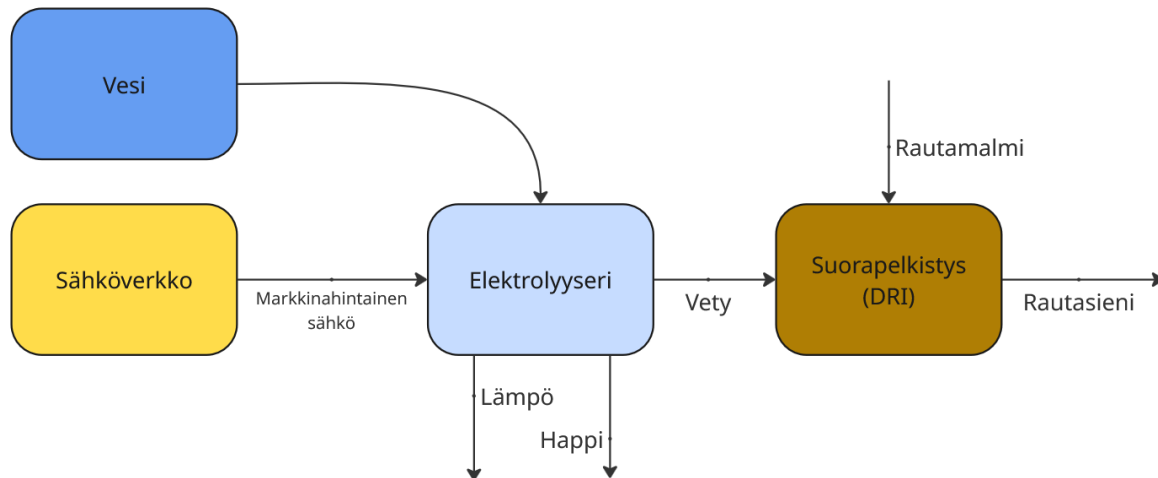 Vesi
Rautamalmi
Sähköverkko
Markkinahintainen
sähkö
Elektrolyyseri
Vety
Suorapelkistys
(DRI)
Rautasieni
Lämpö
Happi